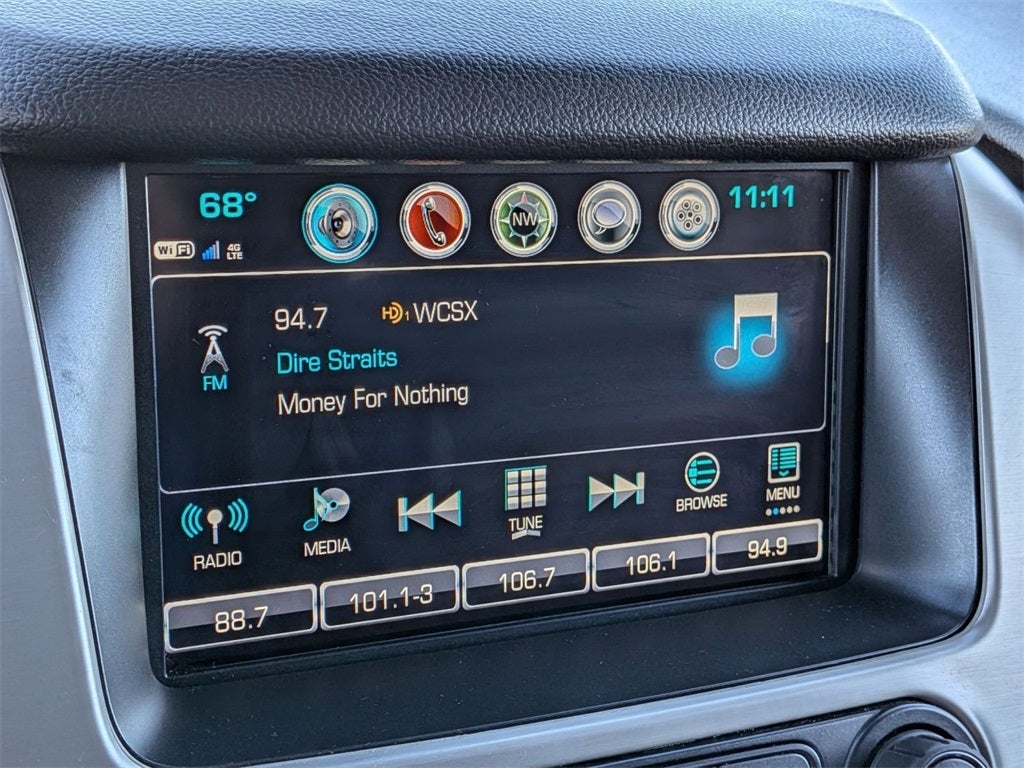 68° NW 11:11
WiFi 4G LTE
94.7 HD1 WCSX
Dire Straits
FM
Money For Nothing
RADIO MEDIA TUNE BROWSE MENU
88.7 101.1-3 106.7 106.1 94.9